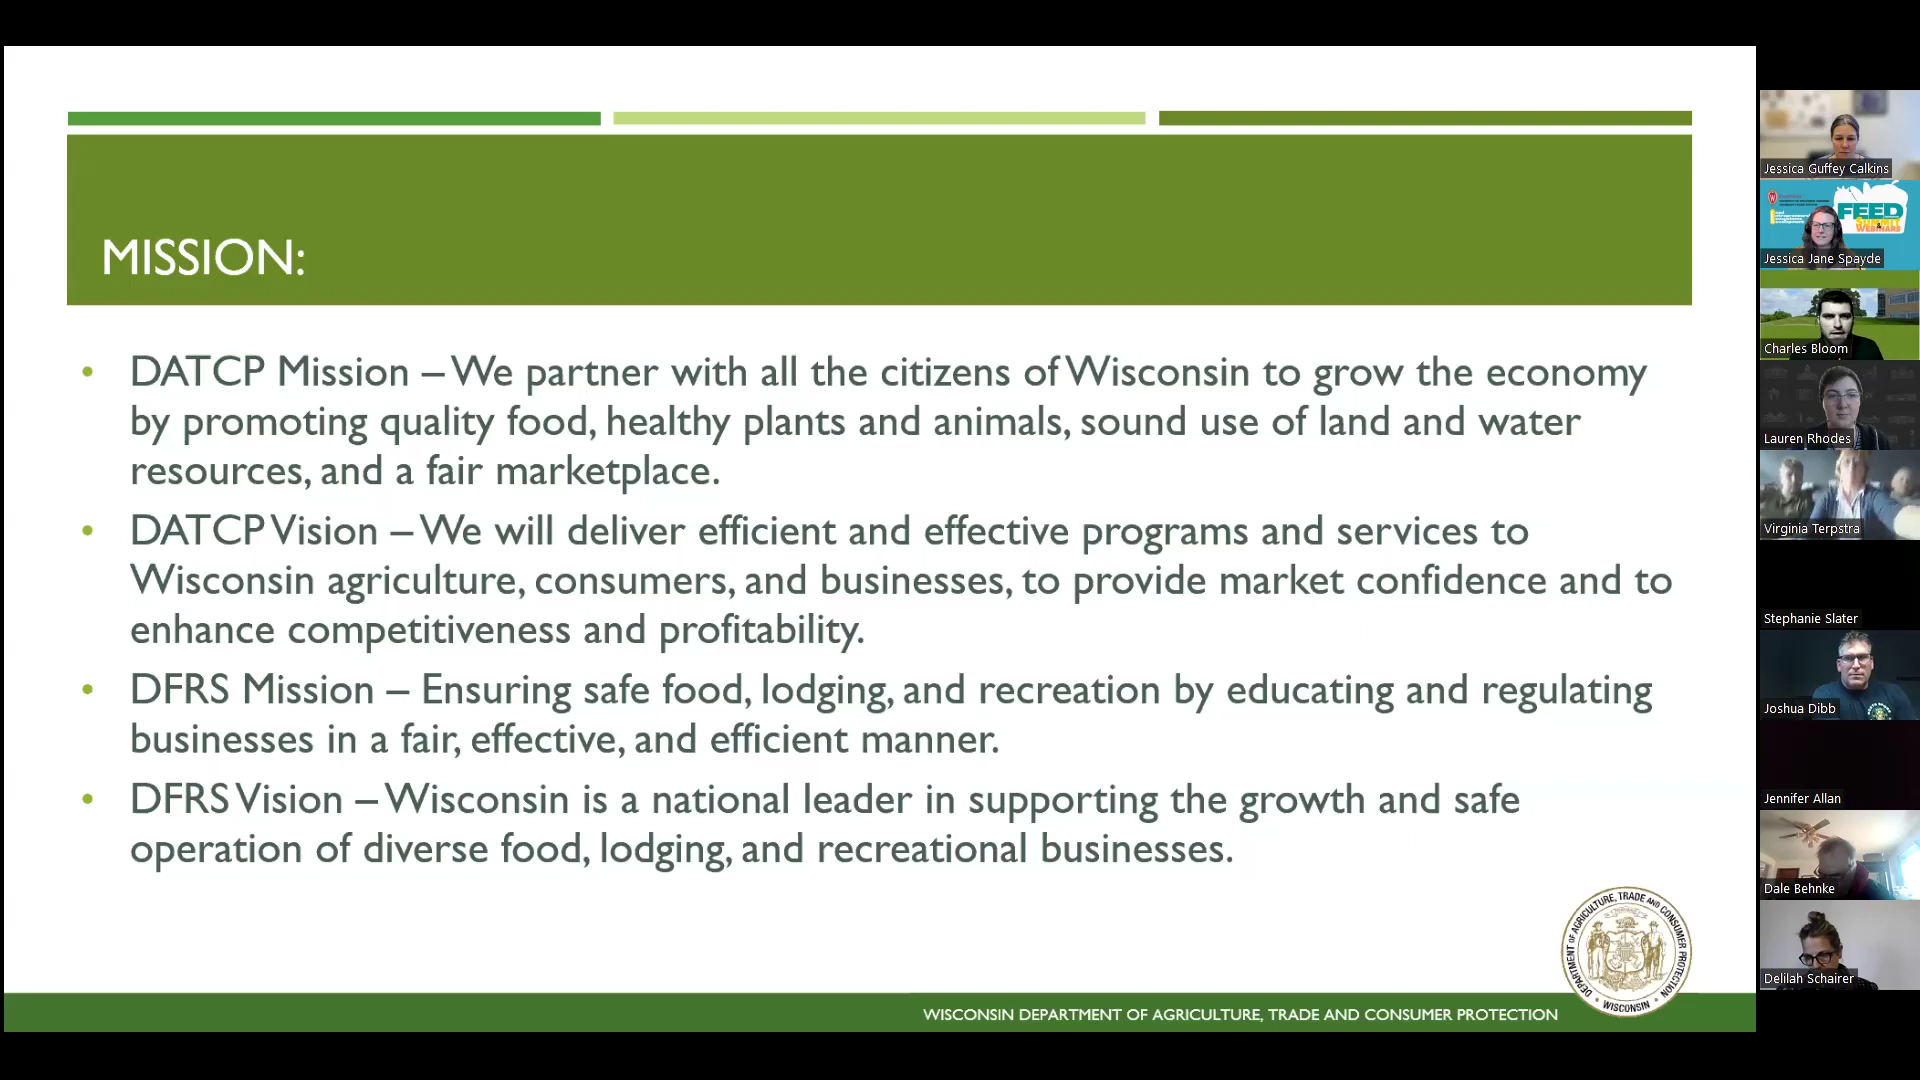 MISSION:
• DATCP Mission – We partner with all the citizens of Wisconsin to grow the economy
by promoting quality food, healthy plants and animals, sound use of land and water
resources, and a fair marketplace.
• DATCP Vision – We will deliver efficient and effective programs and services to
Wisconsin agriculture, consumers, and businesses, to provide market confidence and to
enhance competitiveness and profitability.
• DFRS Mission – Ensuring safe food, lodging, and recreation by educating and regulating
businesses in a fair, effective, and efficient manner.
• DFRS Vision – Wisconsin is a national leader in supporting the growth and safe
operation of diverse food, lodging, and recreational businesses.
DEPARTMENT OF AGRICULTURE, TRADE AND CONSUMER PROTECTION
• WISCONSIN •
WISCONSIN DEPARTMENT OF AGRICULTURE, TRADE AND CONSUMER PROTECTION
Jessica Guffey Calkins
FEED
SUMMIT
WEBINARS
Jessica Jane Spayde
Charles Bloom
Lauren Rhodes
Virginia Terpstra
Stephanie Slater
Joshua Dibb
Jennifer Allan
Dale Behnke
Delilah Schairer